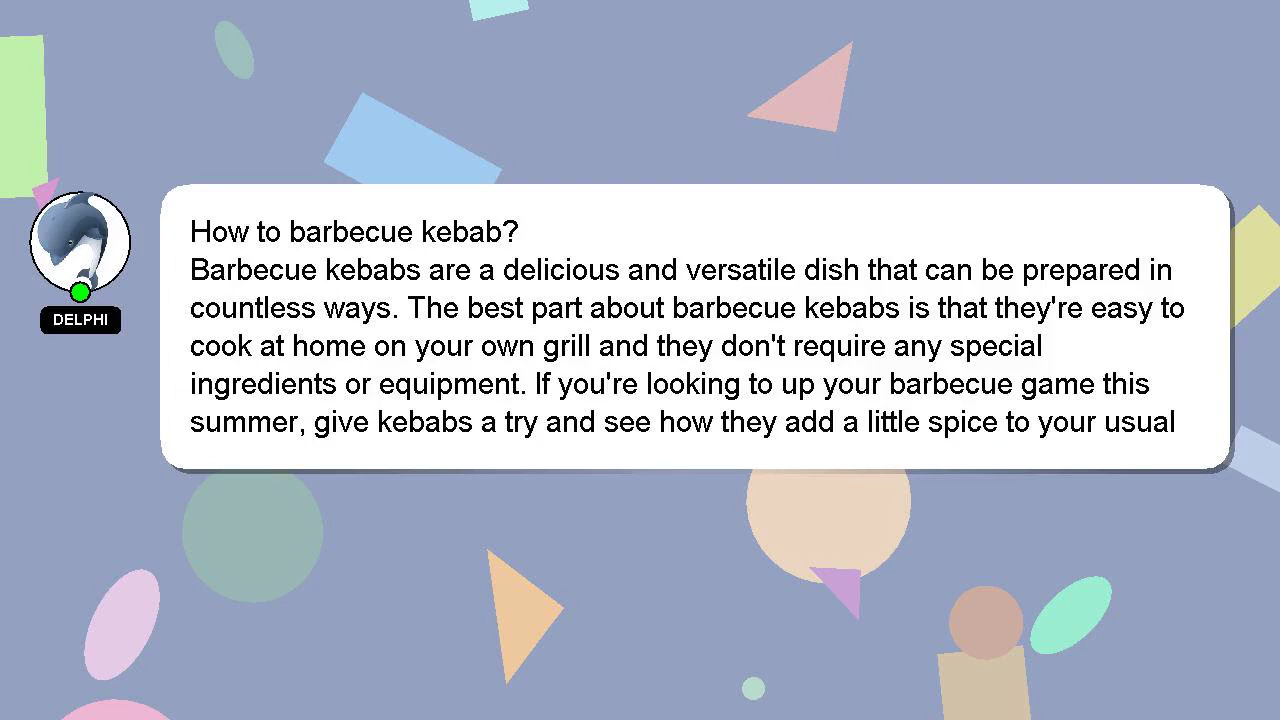 How to barbecue kebab?
Barbecue kebabs are a delicious and versatile dish that can be prepared in
countless ways. The best part about barbecue kebabs is that they're easy to
cook at home on your own grill and they don't require any special
ingredients or equipment. If you're looking to up your barbecue game this
summer, give kebabs a try and see how they add a little spice to your usual
DELPHI